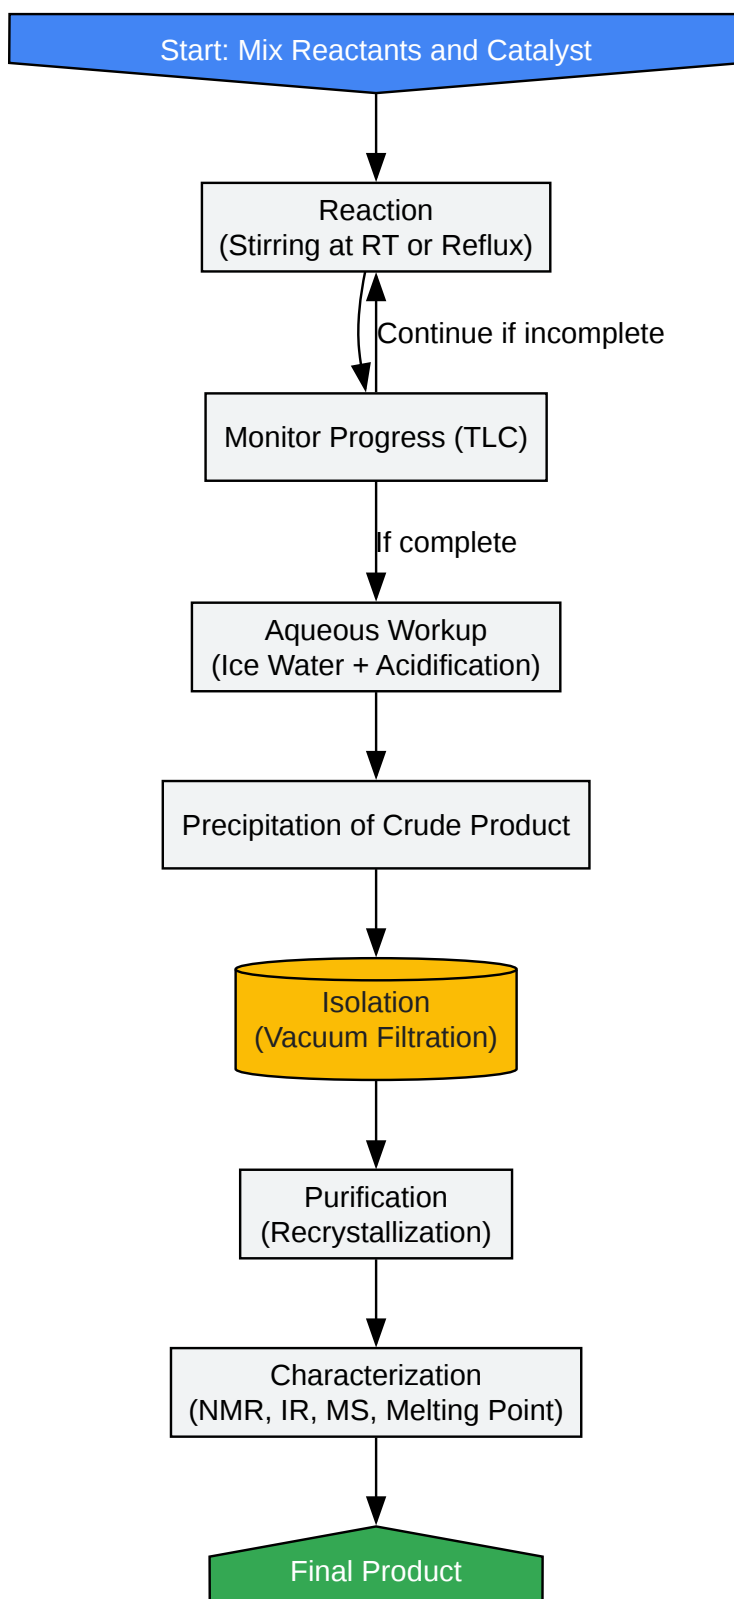 Start: Mix Reactants and Catalyst
Reaction
(Stirring at RT or Reflux)
Continue if incomplete
Monitor Progress (TLC)
If complete
Aqueous Workup
(Ice Water + Acidification)
Precipitation of Crude Product
Isolation
(Vacuum Filtration)
Purification
(Recrystallization)
Characterization
(NMR, IR, MS, Melting Point)
Final Product